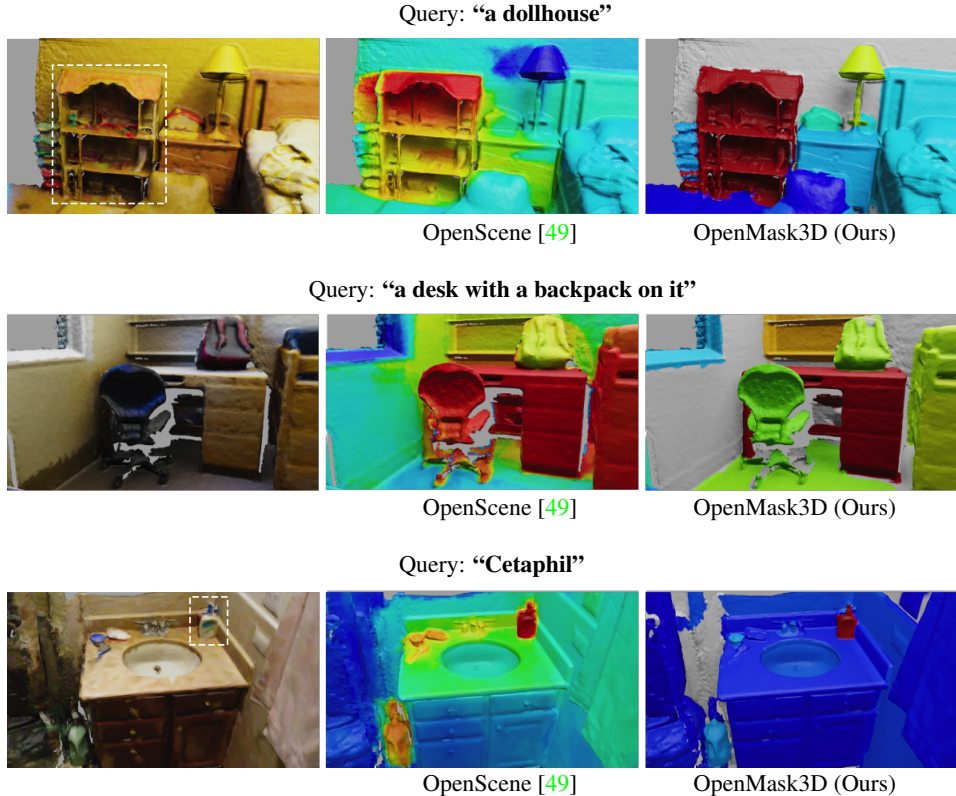 Query: “a dollhouse”
OpenScene [49]
OpenMask3D (Ours)
Query: “a desk with a backpack on it”
OpenScene [49]
OpenMask3D (Ours)
Query: “Cetaphil”
OpenScene [49]
OpenMask3D (Ours)